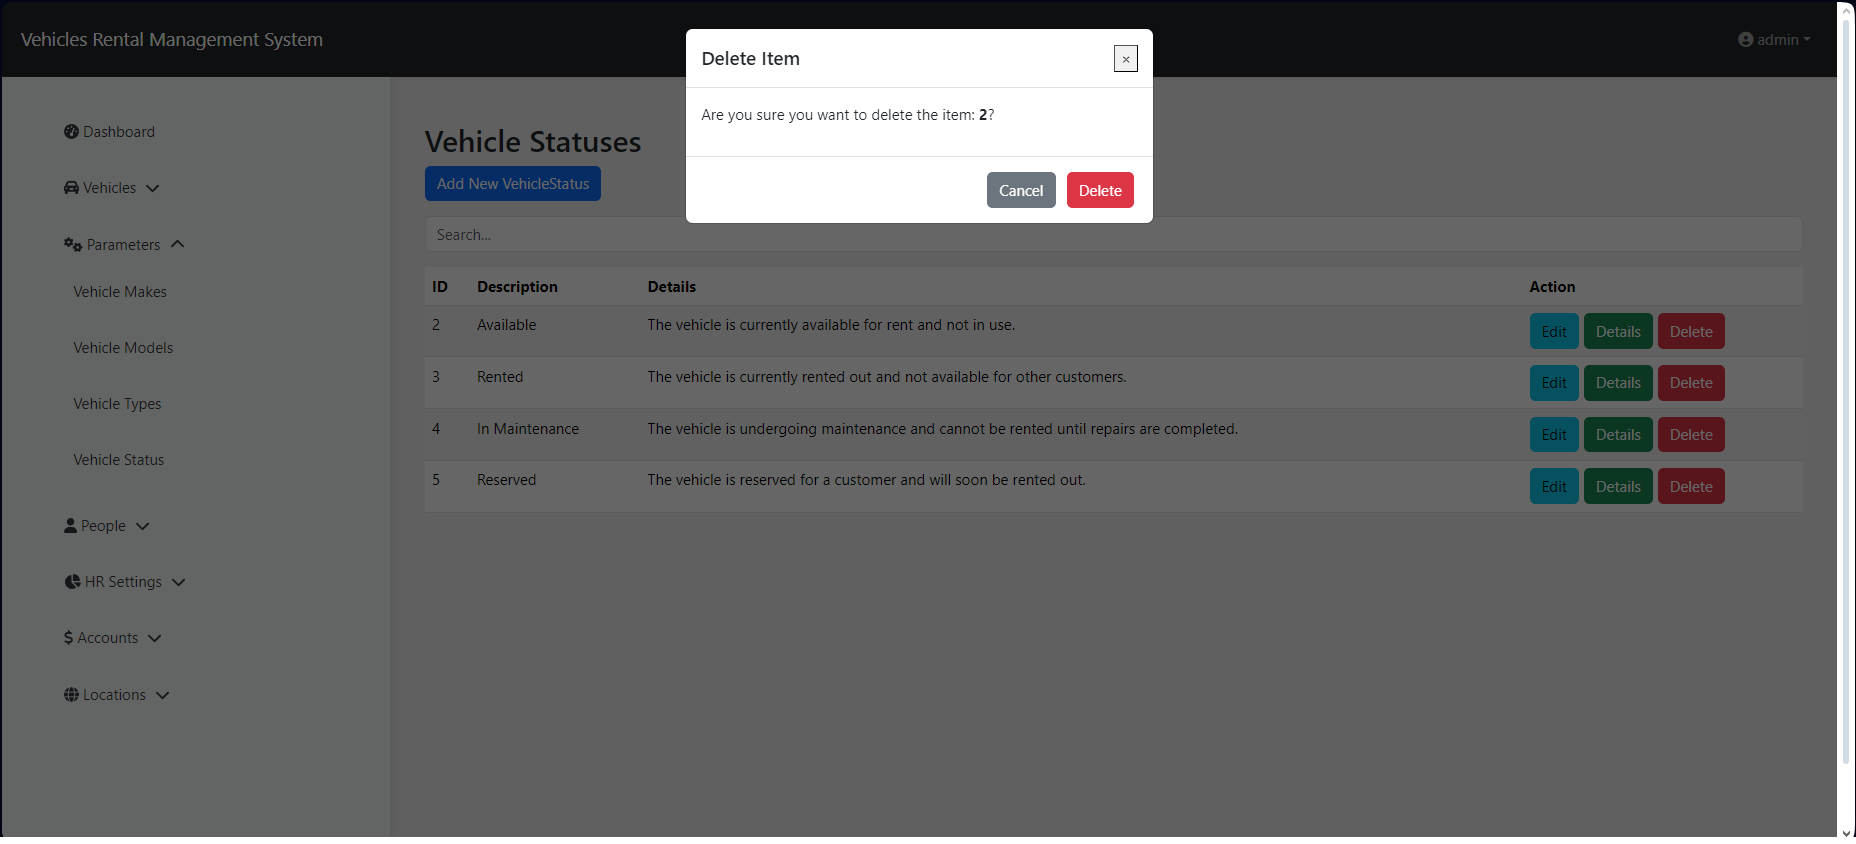 Vehicles Rental Management System
admin
Delete Item
×
Are you sure you want to delete the item: 2?
Cancel Delete
Dashboard
Vehicles
Parameters
Vehicle Makes
Vehicle Models
Vehicle Types
Vehicle Status
People
HR Settings
$ Accounts
Locations
Vehicle Statuses
Add New VehicleStatus
Search...
ID Description Details Action
2 Available The vehicle is currently available for rent and not in use. Edit Details Delete
3 Rented The vehicle is currently rented out and not available for other customers. Edit Details Delete
4 In Maintenance The vehicle is undergoing maintenance and cannot be rented until repairs are completed. Edit Details Delete
5 Reserved The vehicle is reserved for a customer and will soon be rented out. Edit Details Delete